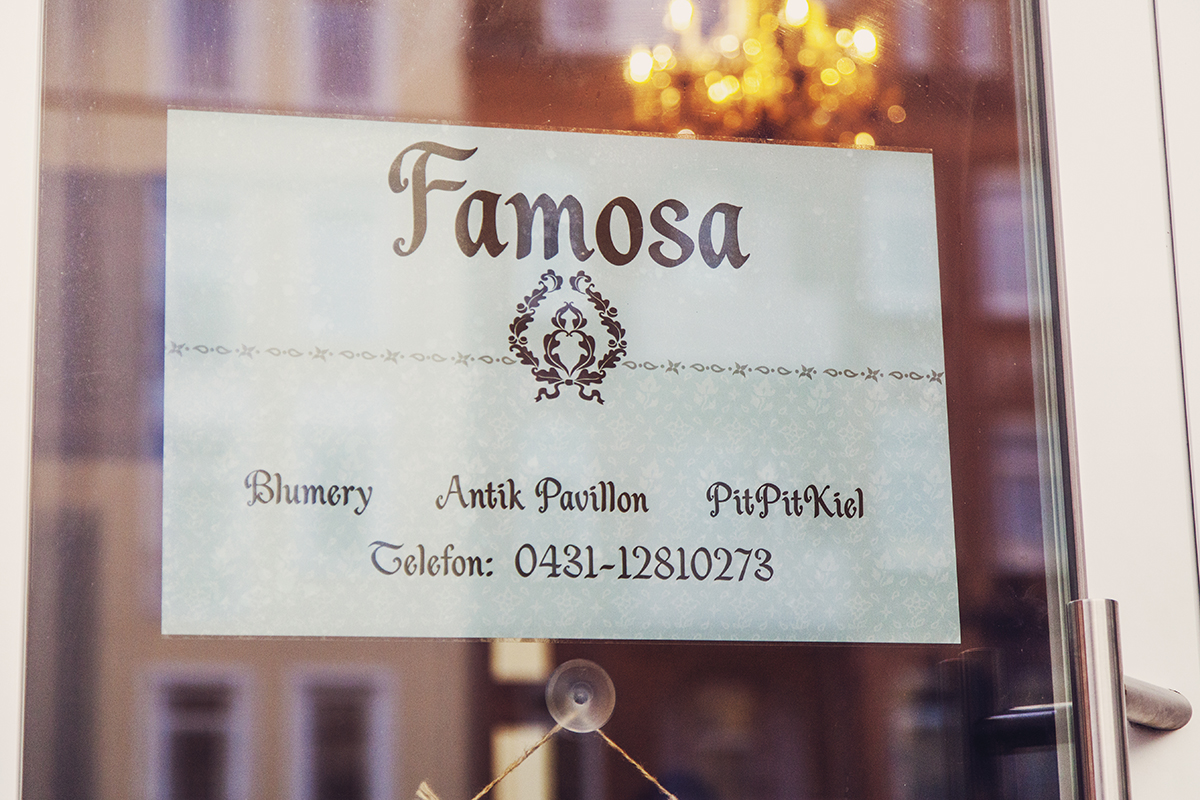 Famosa
Blumery Antik Pavillon PitPitKiel
Telefon: 0431-12810273